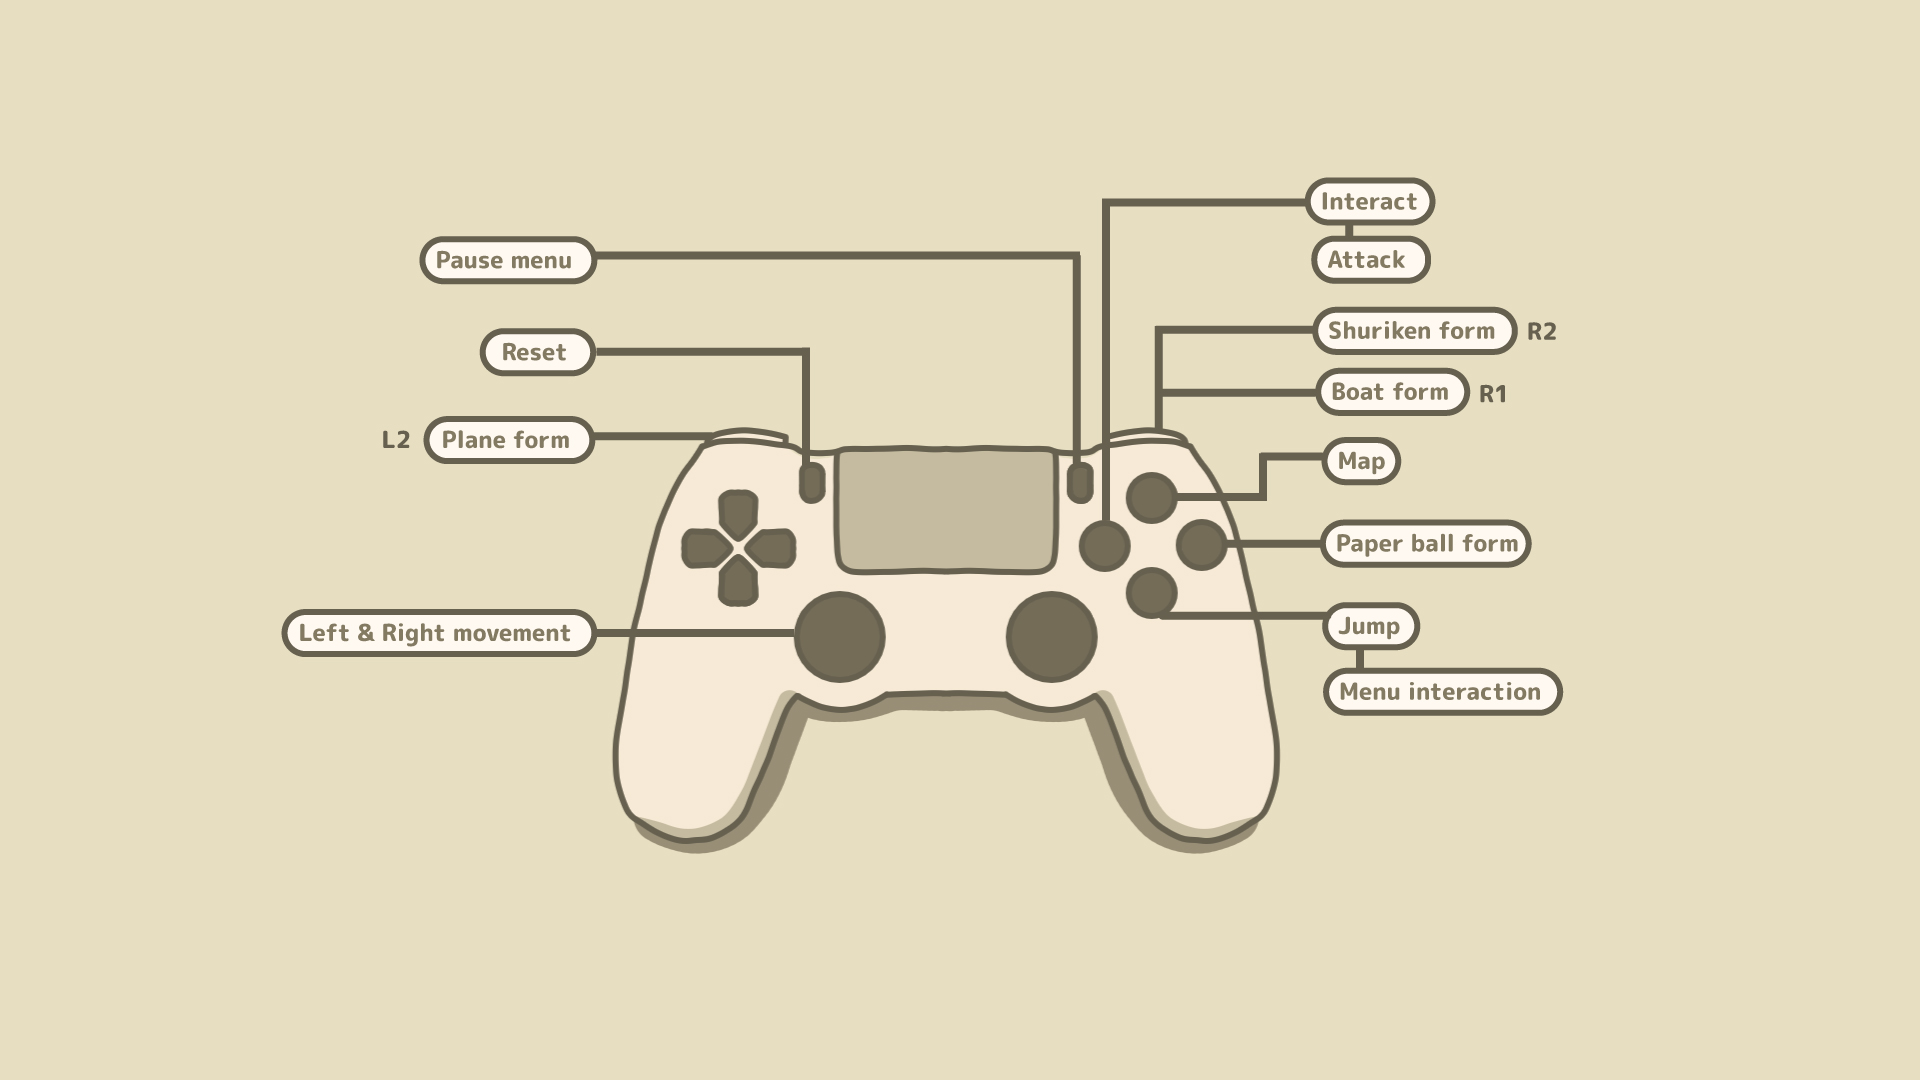 Interact
Pause menu
Attack
Shuriken form R2
Reset
Boat form R1
L2 Plane form
Map
Paper ball form
Left & Right movement
Jump
Menu interaction